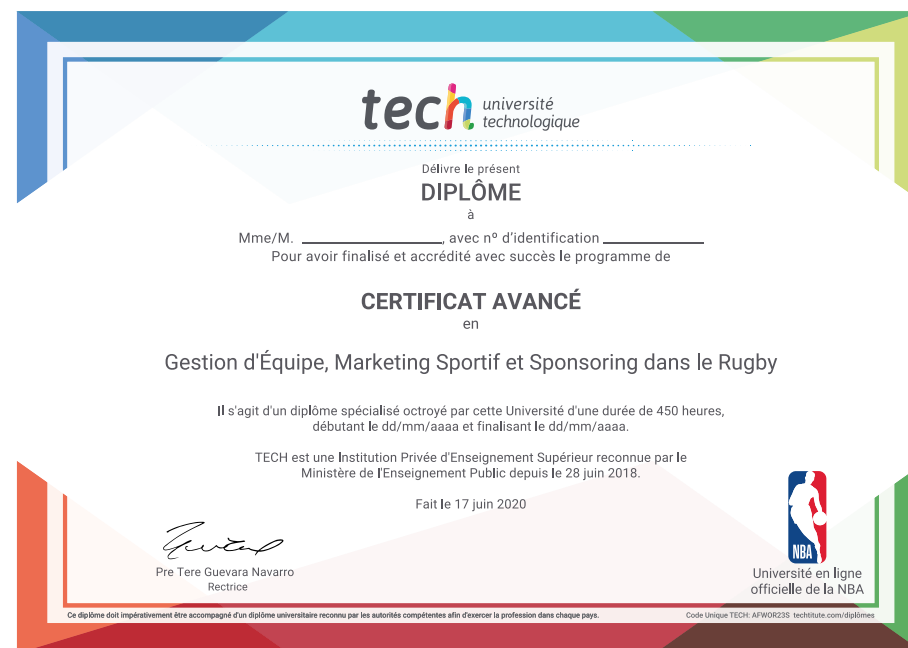 tech université
technologique
Délivre le présent
DIPLÔME
à
Mme/M. ____________________, avec nº d'identification ______________
Pour avoir finalisé et accrédité avec succès le programme de
CERTIFICAT AVANCÉ
en
Gestion d'Équipe, Marketing Sportif et Sponsoring dans le Rugby
Il s'agit d'un diplôme spécialisé octroyé par cette Université d'une durée de 450 heures,
débutant le dd/mm/aaaa et finalisant le dd/mm/aaaa.
TECH est une Institution Privée d'Enseignement Supérieur reconnue par le
Ministère de l'Enseignement Public depuis le 28 juin 2018.
Fait le 17 juin 2020
Pre Tere Guevara Navarro
Rectrice
NBA
Université en ligne
officielle de la NBA
Ce diplôme doit impérativement être accompagné d'un diplôme universitaire reconnu par les autorités compétentes afin d'exercer la profession dans chaque pays.
Code Unique TECH: AFWOR23S techtitute.com/diplômes